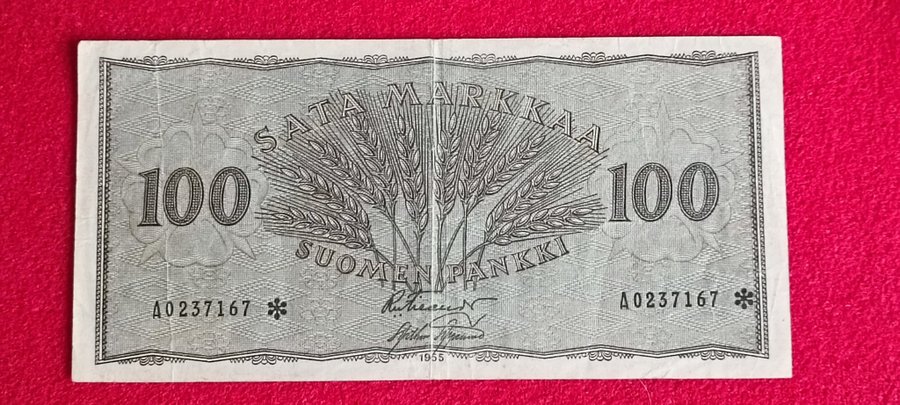 SATA MARKKAA
100 100
SUOMEN PANKKI
A0237167 * A0237167 *
1955